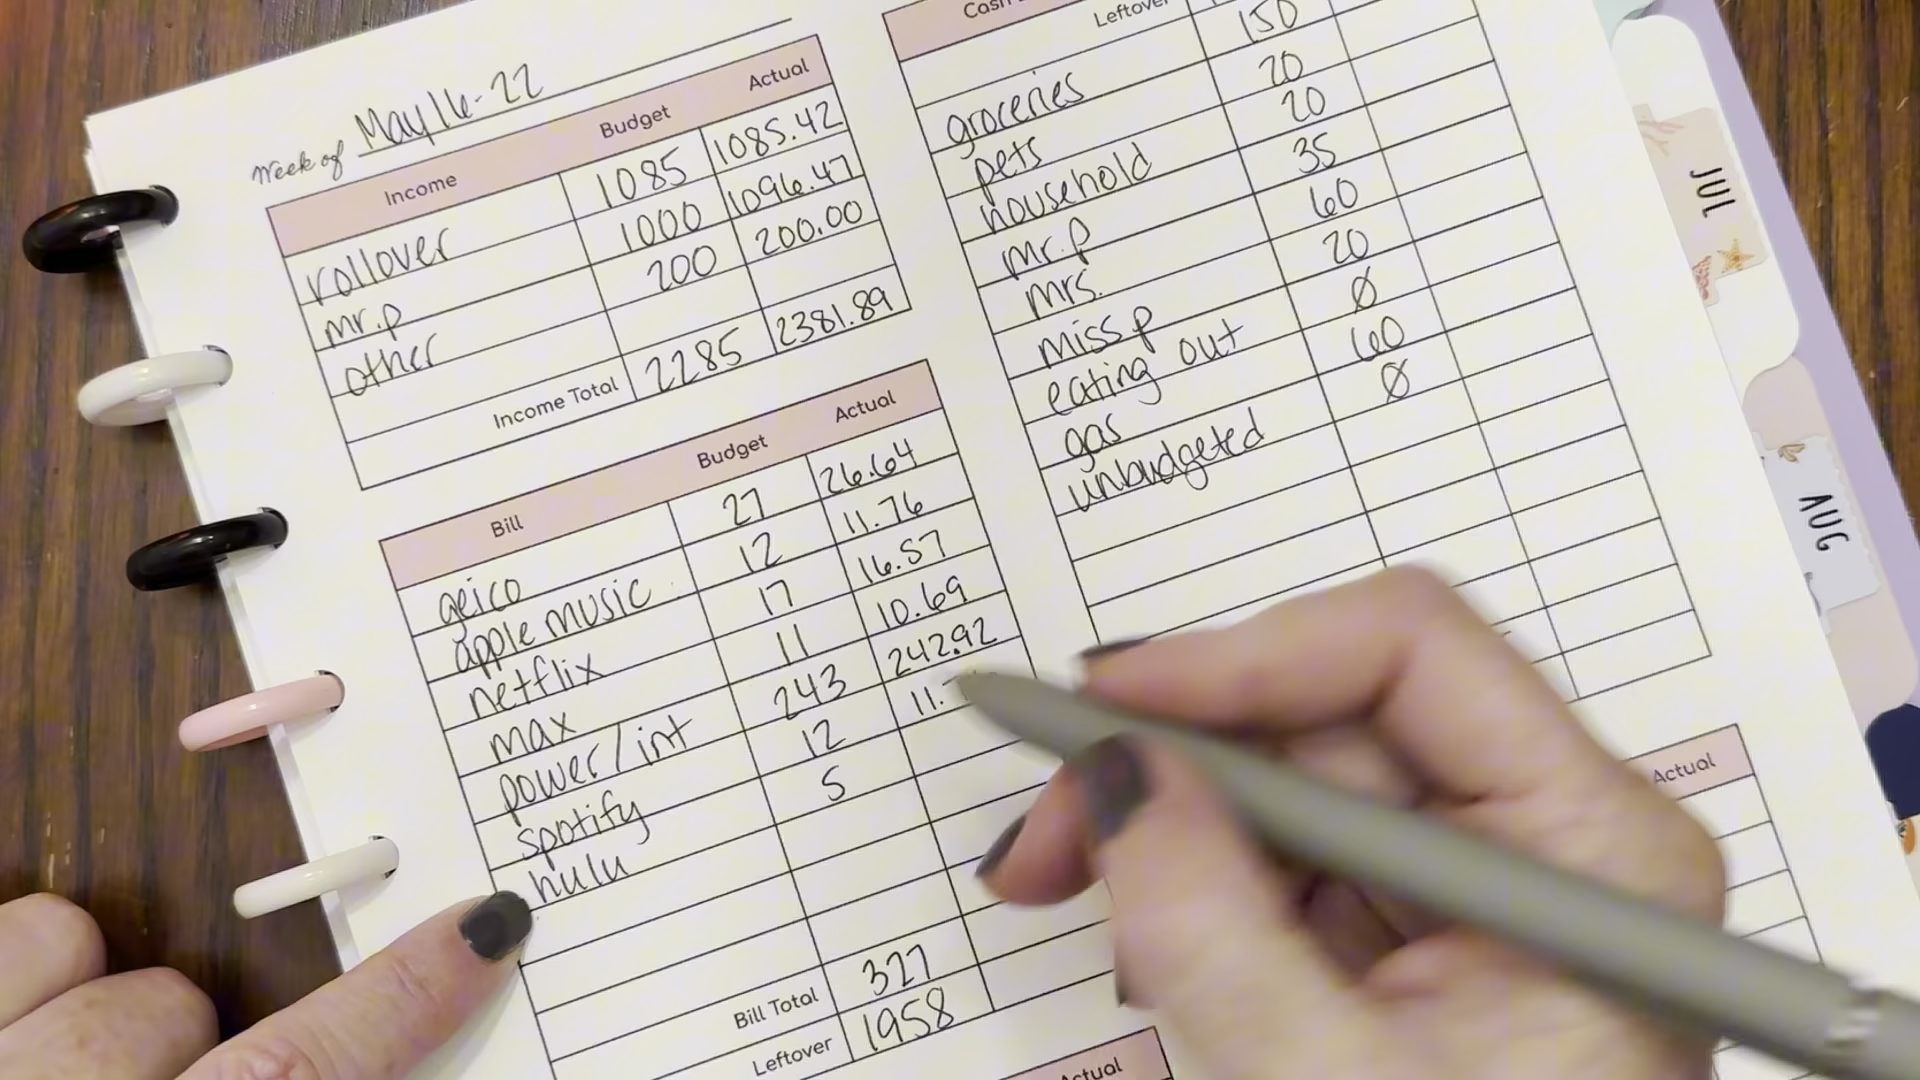 Week of May 16-22
Income Budget Actual
rollover 1085 1085.42
mr.p 1000 1096.47
other 200 200.00
Income Total 2285 2381.89
Bill Budget Actual
geico 27 26.64
apple music 12 11.76
netflix 17 16.57
max 11 10.69
power/int 243 242.92
spotify 12 11.
hulu 5
Bill Total 327
Leftover 1958
Actual
Cash
Leftover
groceries 150
pets 20
household 20
mr.p 35
mrs. 60
miss p 20
eating out Ø
gas 60
unbudgeted Ø
Actual
JUL
AUG